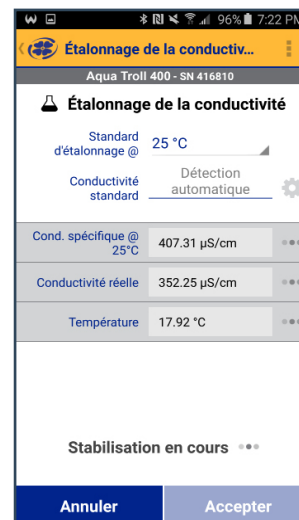 96% 7:22 PM
Étalonnage de la conductiv...
Aqua Troll 400 - SN 416810
Étalonnage de la conductivité
Standard
d'étalonnage @
25 °C
Conductivité
standard
Détection
automatique
Cond. spécifique @
25°C
407.31 µS/cm
Conductivité réelle
352.25 µS/cm
Température
17.92 °C
Stabilisation en cours
Annuler
Accepter